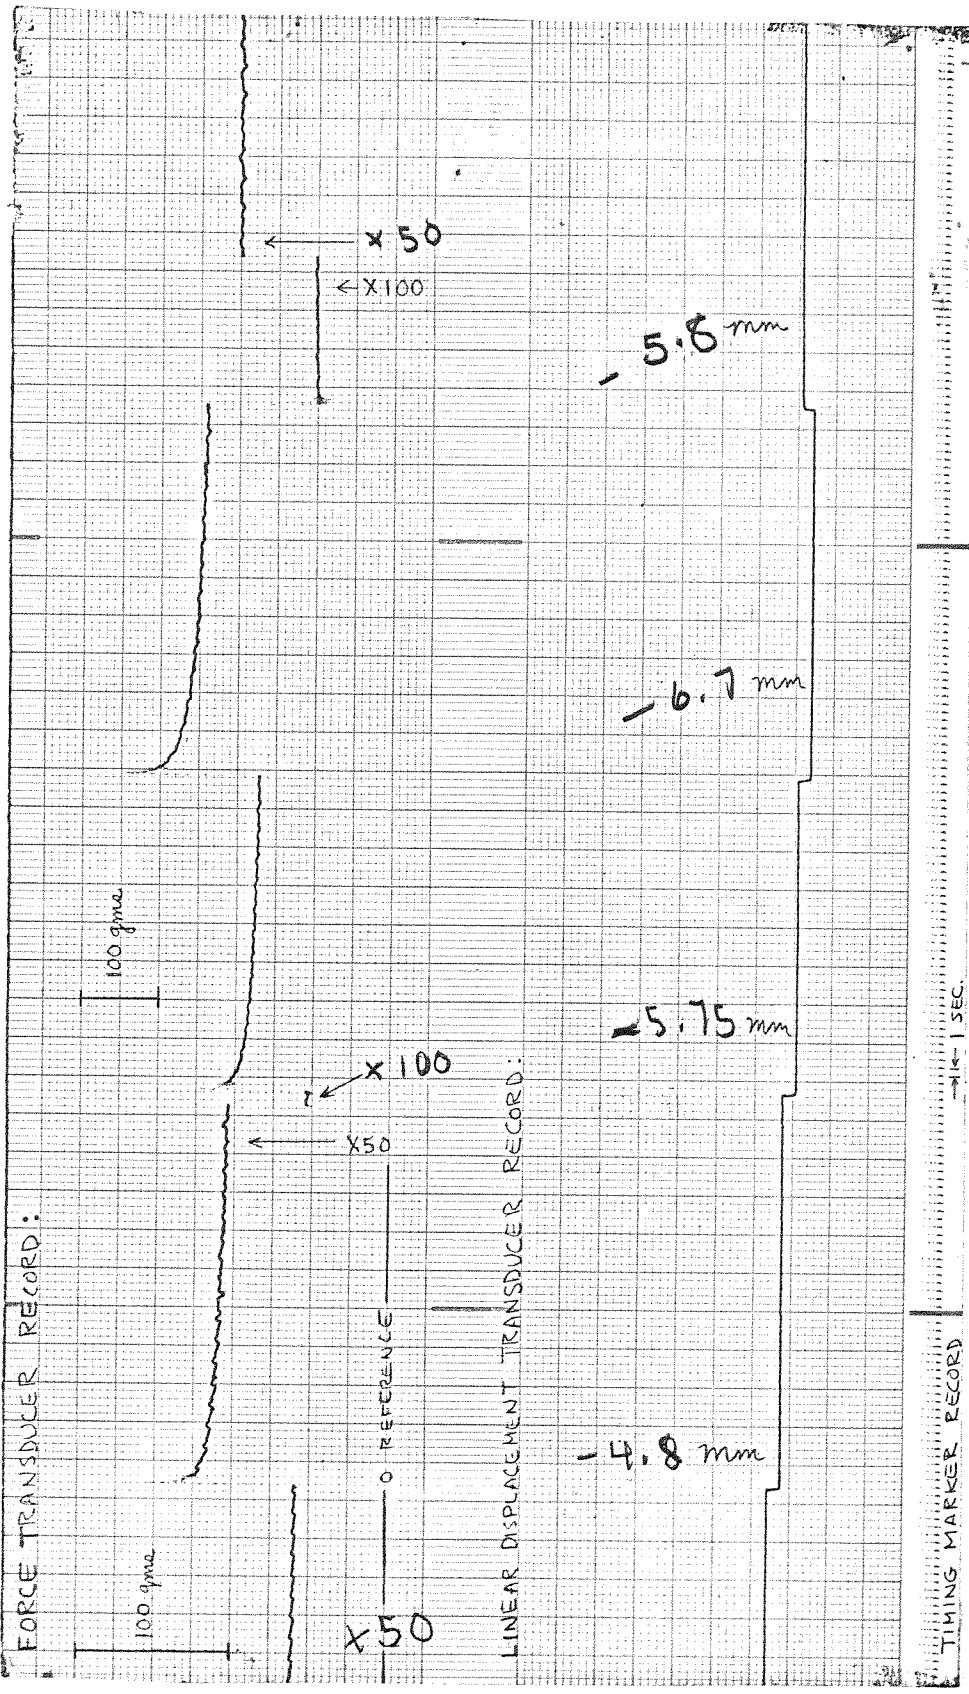 FORCE TRANSDUCER RECORD:
100 gms
100 gms
X50
O REFERENCE
X50
X 100
← X100
X 50
LINEAR DISPLACEMENT TRANSDUCER RECORD:
-4.8 mm
-5.75 mm
-6.7 mm
-5.8 mm
TIMING MARKER RECORD
→|←1 SEC.